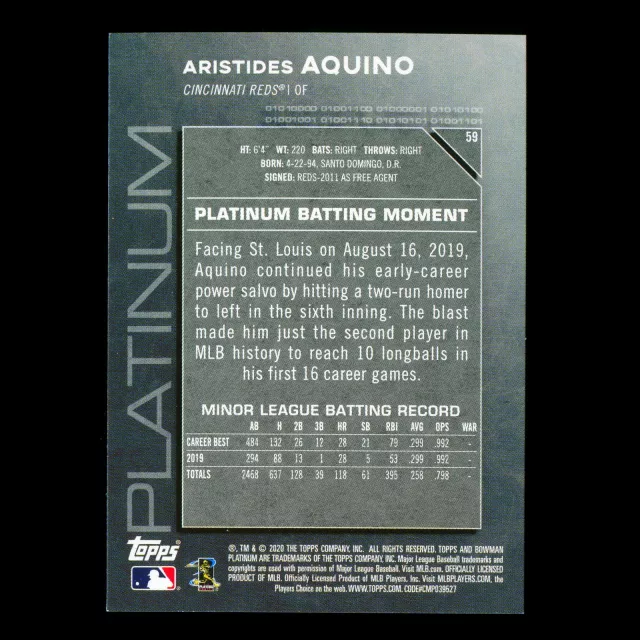 ARISTIDES AQUINO
CINCINNATI REDS® | OF
59
HT: 6'4" WT: 220 BATS: RIGHT THROWS: RIGHT
BORN: 4-22-94, SANTO DOMINGO, D.R.
SIGNED: REDS-2011 AS FREE AGENT
PLATINUM BATTING MOMENT
Facing St. Louis on August 16, 2019,
Aquino continued his early-career
power salvo by hitting a two-run homer
to left in the sixth inning. The blast
made him just the second player in
MLB history to reach 10 longballs in
his first 16 career games.
MINOR LEAGUE BATTING RECORD
AB H 2B 3B HR SB RBI AVG OPS WAR
CAREER BEST 484 132 26 12 28 21 79 .299 .992 -
2019 294 88 13 1 28 5 53 .299 .992 -
TOTALS 2468 637 128 39 118 61 395 .258 .798 -
PLATINUM
Topps
®, TM & © 2020 THE TOPPS COMPANY, INC. ALL RIGHTS RESERVED. TOPPS AND BOWMAN
PLATINUM ARE TRADEMARKS OF THE TOPPS COMPANY, INC. Major League Baseball trademarks and
copyrights are used with permission of Major League Baseball. Visit MLB.com. OFFICIALLY LICENSED
PRODUCT OF MLB. Officially Licensed Product of MLB Players, Inc. Visit MLBPLAYERS.COM, the
Players Choice on the web. WWW.TOPPS.COM. CODE#CMP039527